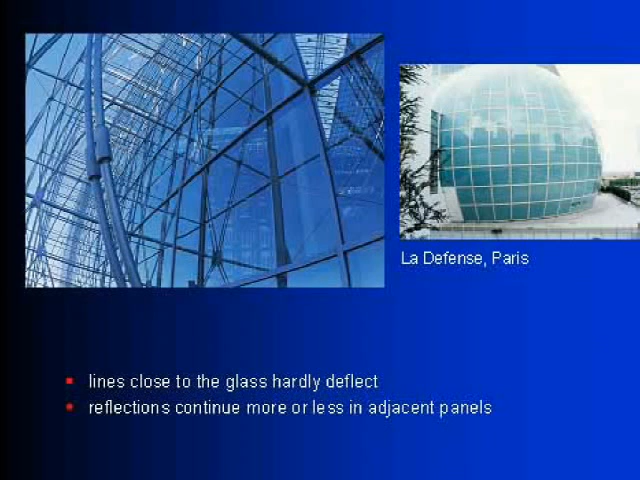 La Defense, Paris
lines close to the glass hardly deflect
reflections continue more or less in adjacent panels